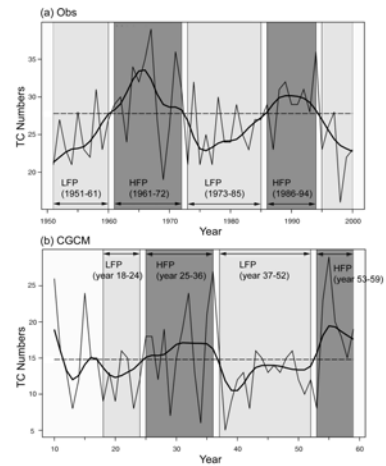 (a) Obs
TC Numbers
35
30
25
20
LFP
(1951-61)
HFP
(1961-72)
LFP
(1973-85)
HFP
(1986-94)
1950 1960 1970 1980 1990 2000
Year
(b) CGCM
TC Numbers
25
20
15
10
5
LFP
(year 18-24)
HFP
(year 25-36)
LFP
(year 37-52)
HFP
(year 53-59)
10 20 30 40 50 60
Year